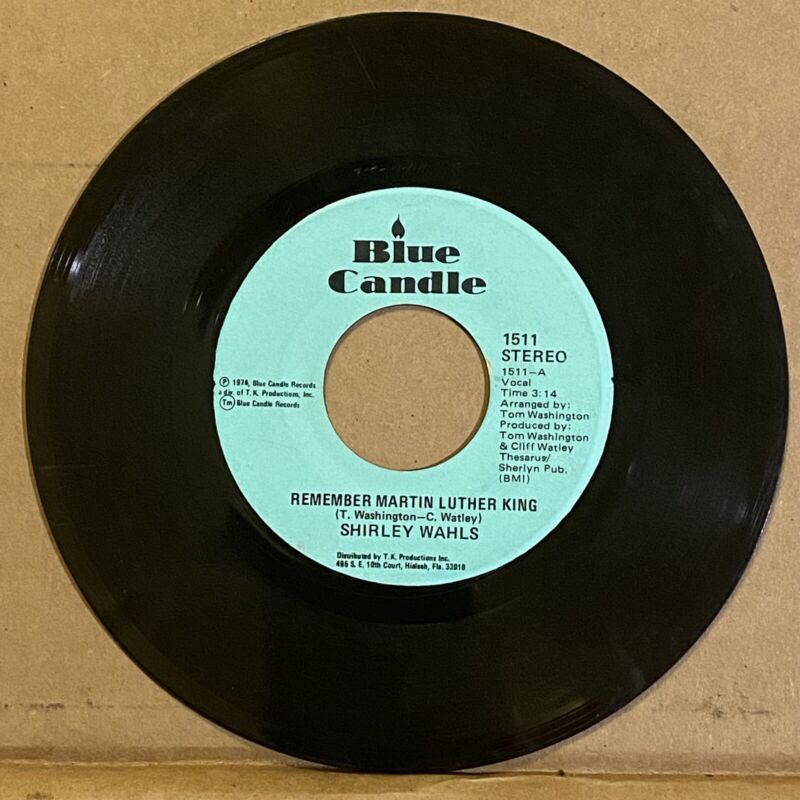 Blue
Candle
1511
STEREO
1511-A
Vocal
Time 3:14
Arranged by:
Tom Washington
Produced by:
Tom Washington
& Cliff Watley
Thesarus/
Sherlyn Pub.
(BMI)
Ⓟ 1974, Blue Candle Records
a div. of T. K. Productions, Inc.
Tm Blue Candle Records
REMEMBER MARTIN LUTHER KING
(T. Washington—C. Watley)
SHIRLEY WAHLS
Distributed by T. K. Productions Inc.
495 S. E. 10th Court, Hialeah, Fla. 33010